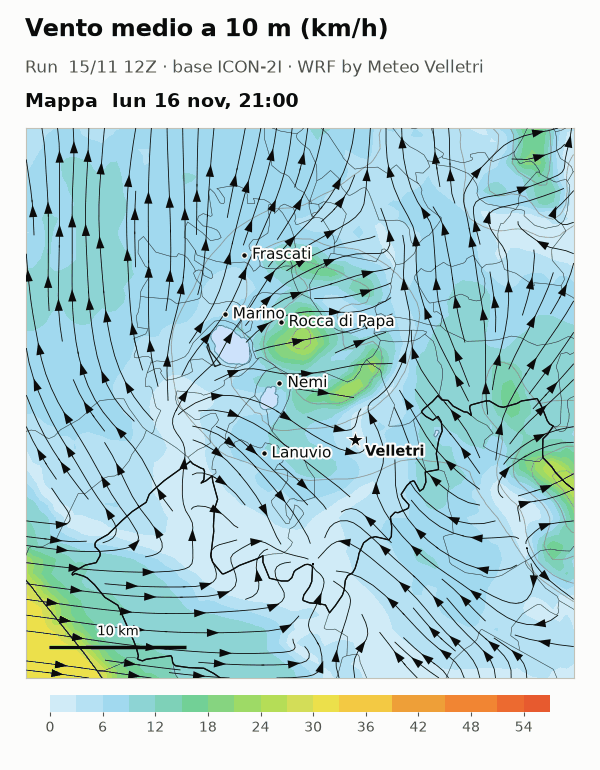 Vento medio a 10 m (km/h)
Run  15/11 12Z · base ICON-2I · WRF by Meteo Velletri
Mappa  lun 16 nov, 21:00
Frascati
Marino
Rocca di Papa
Nemi
Velletri
Lanuvio
10 km
0 6 12 18 24 30 36 42 48 54